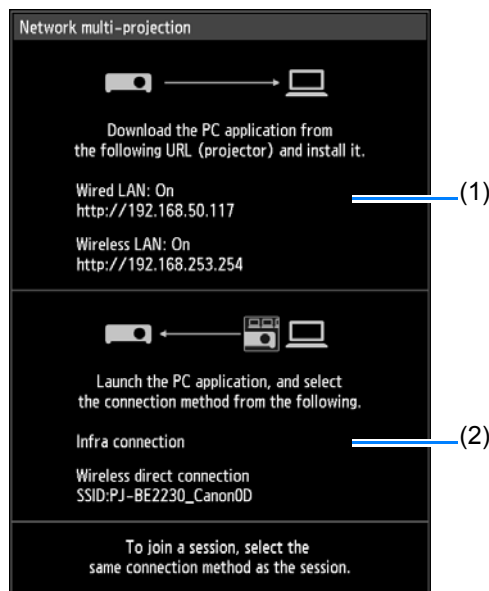 Network multi-projection
Download the PC application from
the following URL (projector) and install it.
Wired LAN: On
http://192.168.50.117
(1)
Wireless LAN: On
http://192.168.253.254
Launch the PC application, and select
the connection method from the following.
Infra connection
(2)
Wireless direct connection
SSID:PJ-BE2230_Canon0D
To join a session, select the
same connection method as the session.